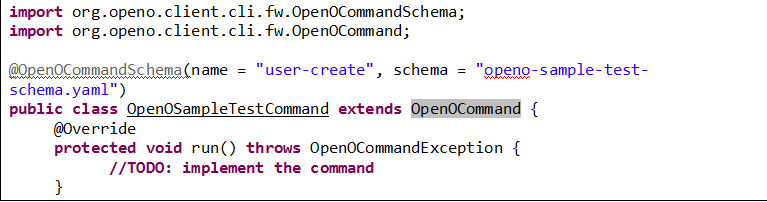 import org.openo.client.cli.fw.OpenOCommandSchema;
import org.openo.client.cli.fw.OpenOCommand;
@OpenOCommandSchema(name = "user-create", schema = "openo-sample-test-
schema.yaml")
public class OpenOSampleTestCommand extends OpenOCommand {
@Override
protected void run() throws OpenOCommandException {
//TODO: implement the command
}